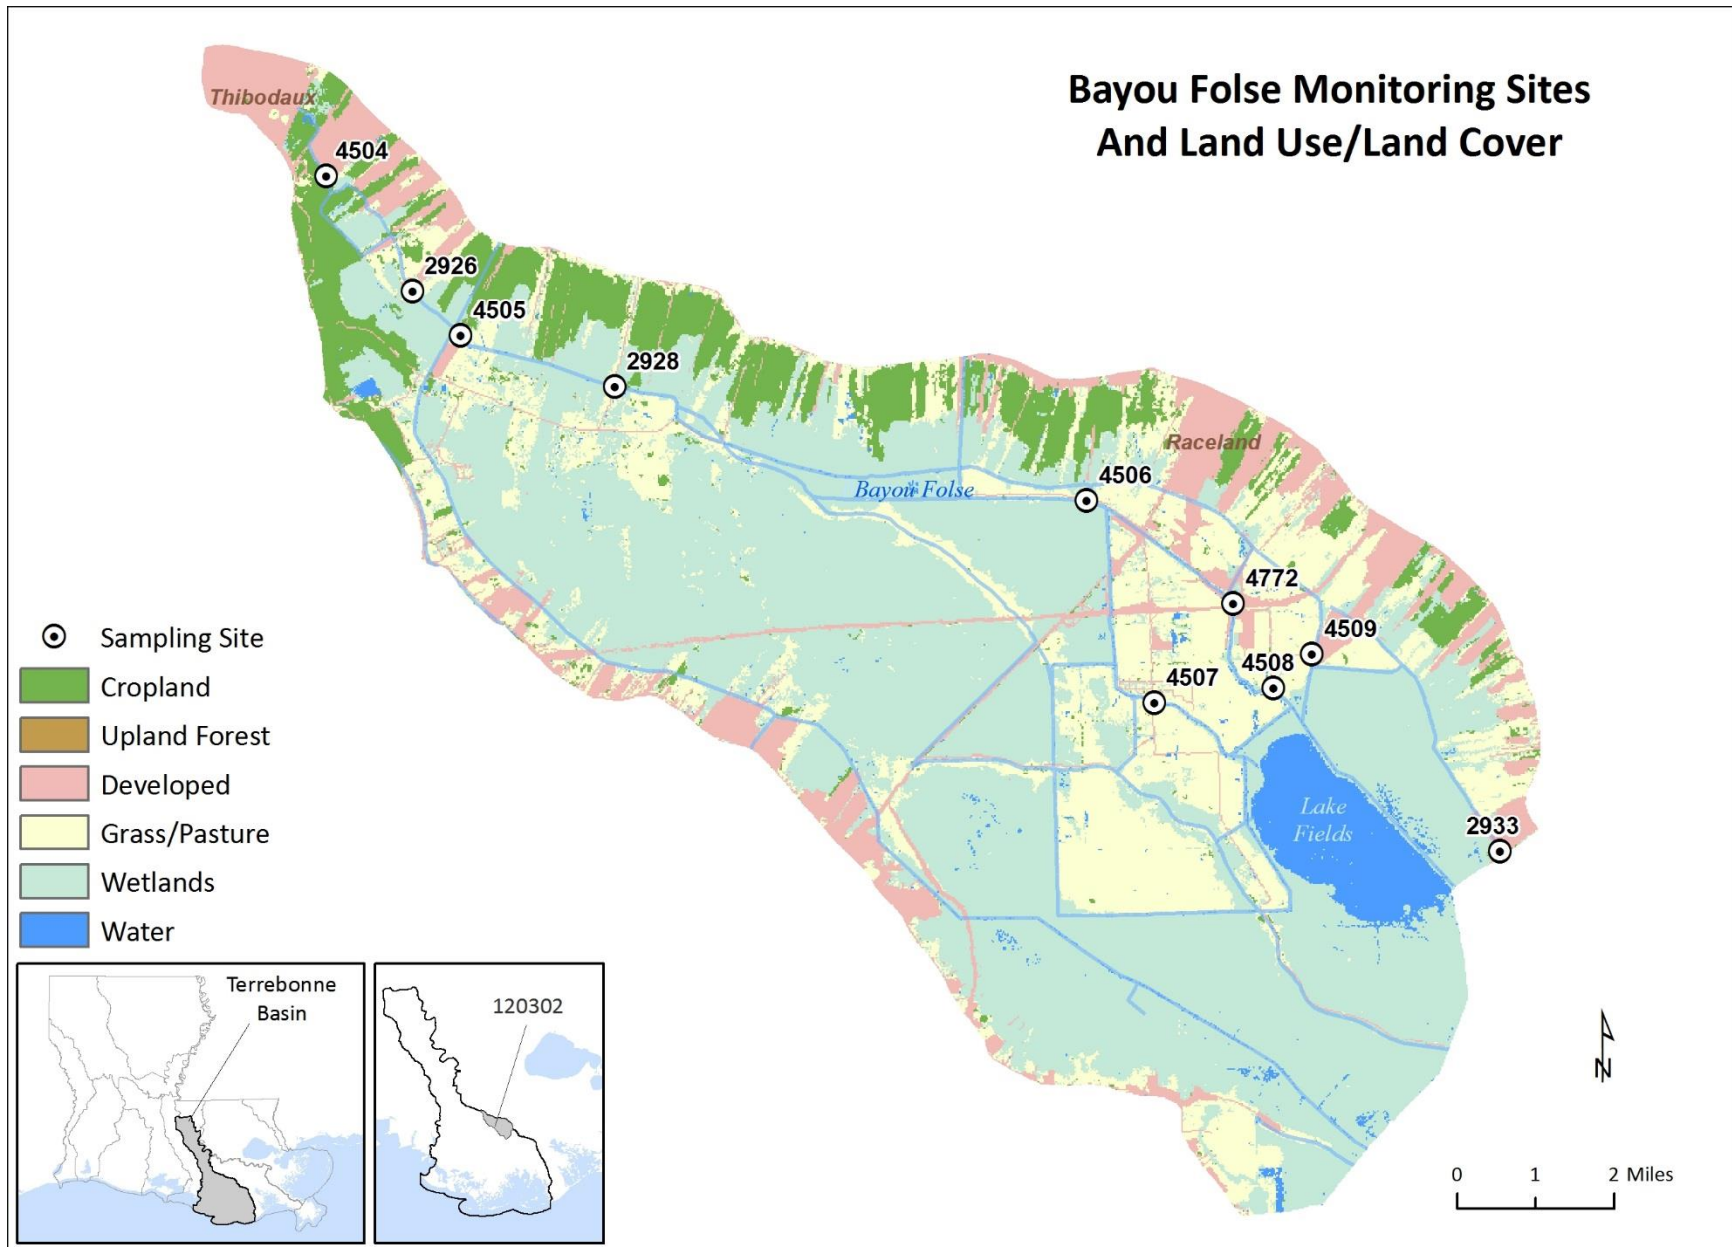 Bayou Folse Monitoring Sites
And Land Use/Land Cover
Thibodaux
4504
2926
4505
2928
Raceland
4506
Bayou Folse
4772
4509
4508
4507
Lake
Fields
2933
Sampling Site
Cropland
Upland Forest
Developed
Grass/Pasture
Wetlands
Water
Terrebonne
Basin
120302
N
0 1 2 Miles